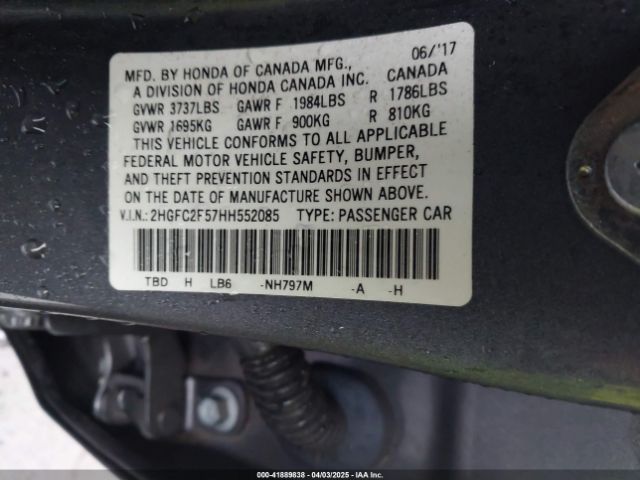 06/'17
MFD. BY HONDA OF CANADA MFG.,
A DIVISION OF HONDA CANADA INC. CANADA
GVWR 3737LBS GAWR F 1984LBS R 1786LBS
GVWR 1695KG GAWR F 900KG R 810KG
THIS VEHICLE CONFORMS TO ALL APPLICABLE
FEDERAL MOTOR VEHICLE SAFETY, BUMPER,
AND THEFT PREVENTION STANDARDS IN EFFECT
ON THE DATE OF MANUFACTURE SHOWN ABOVE.
V.I.N.: 2HGFC2F57HH552085 TYPE: PASSENGER CAR
TBD H LB6 -NH797M -A -H
000-41889838 - 04/03/2025 - IAA Inc.